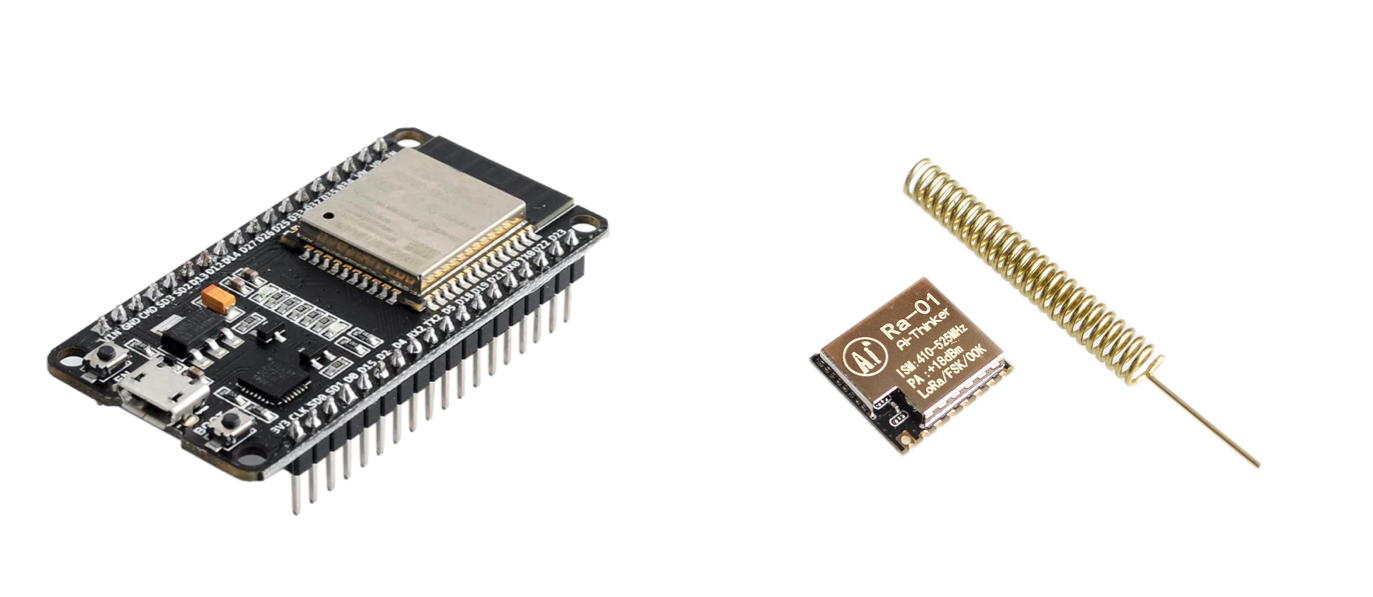 VIN GND CMD SD3 SD2 D13 D12 D14 D27 D26 D25 D33 D32 D35 D34 VN VP EN
3V3 CLK SD0 SD1 D0 D15 D2 D4 RX2 TX2 D5 D18 D19 D21 RX0 TX0 D22 D23
Ai
Ra-01
Ai-Thinker
ISM:410-525MHz
PA :+18dBm
LoRa/FSK/OOK